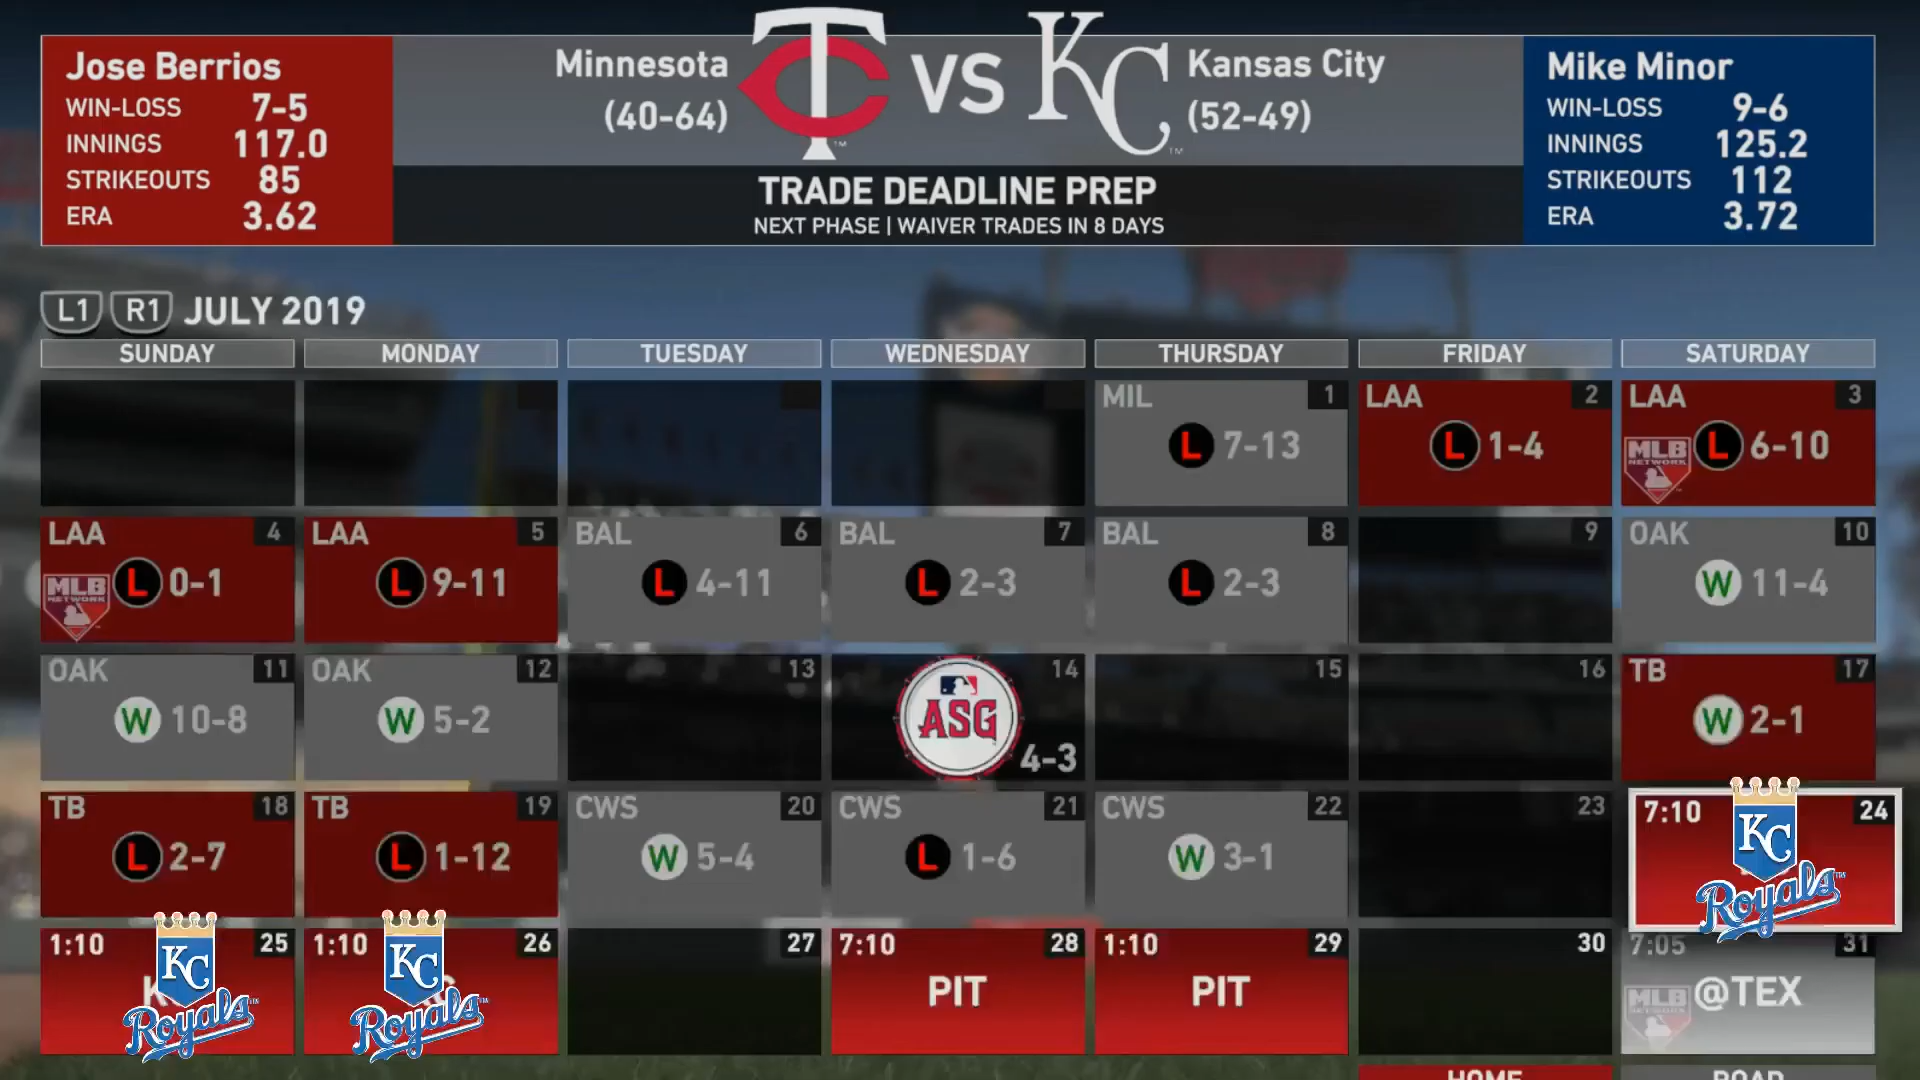 Jose Berrios
WIN-LOSS 7-5
INNINGS 117.0
STRIKEOUTS 85
ERA 3.62
Minnesota
(40-64)
VS
KC
Kansas City
(52-49)
TRADE DEADLINE PREP
NEXT PHASE | WAIVER TRADES IN 8 DAYS
Mike Minor
WIN-LOSS 9-6
INNINGS 125.2
STRIKEOUTS 112
ERA 3.72
L1 R1 JULY 2019
SUNDAY MONDAY TUESDAY WEDNESDAY THURSDAY FRIDAY SATURDAY
MIL 1 LAA 2 LAA 3
L 7-13 L 1-4 MLB NETWORK L 6-10
LAA 4 LAA 5 BAL 6 BAL 7 BAL 8 9 OAK 10
MLB NETWORK L 0-1 L 9-11 L 4-11 L 2-3 L 2-3 W 11-4
OAK 11 OAK 12 13 14 15 16 TB 17
W 10-8 W 5-2 ASG 4-3 W 2-1
TB 18 TB 19 CWS 20 CWS 21 CWS 22 23 7:10 24
L 2-7 L 1-12 W 5-4 L 1-6 W 3-1 KC Royals
1:10 25 1:10 26 27 7:10 28 1:10 29 30 7:05 31
KC Royals KC Royals PIT PIT MLB NETWORK @TEX
HOME ROAD